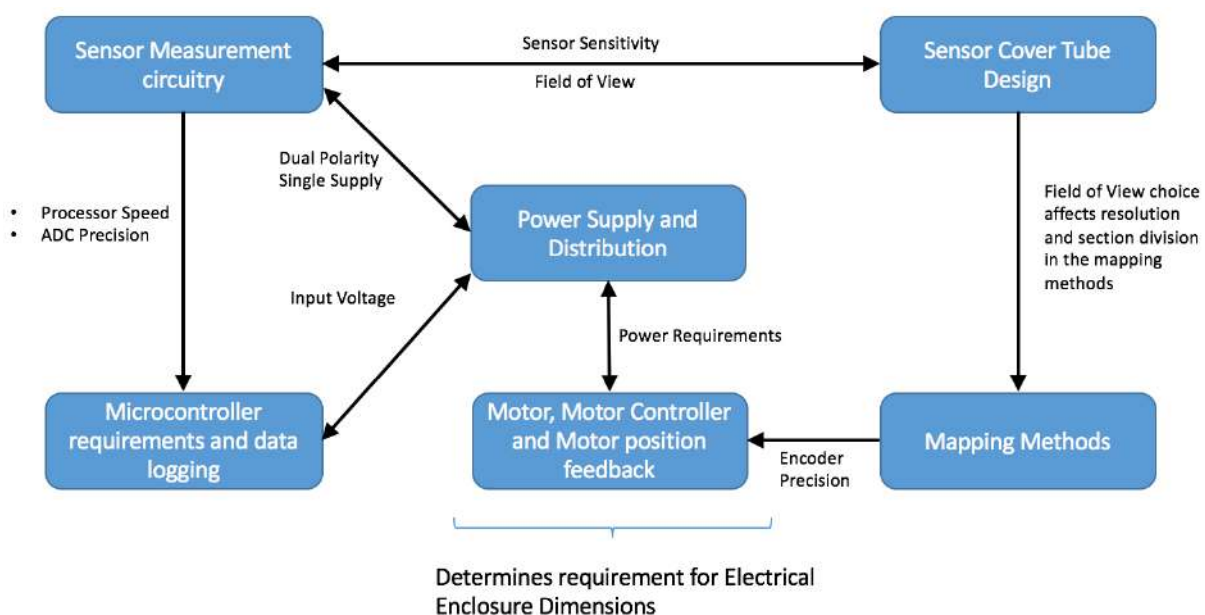 Sensor Measurement
circuitry
Sensor Sensitivity
Field of View
Sensor Cover Tube
Design
Dual Polarity
Single Supply
• Processor Speed
• ADC Precision
Power Supply and
Distribution
Field of View choice
affects resolution
and section division
in the mapping
methods
Input Voltage
Power Requirements
Microcontroller
requirements and data
logging
Motor, Motor Controller
and Motor position
feedback
Encoder
Precision
Mapping Methods
Determines requirement for Electrical
Enclosure Dimensions